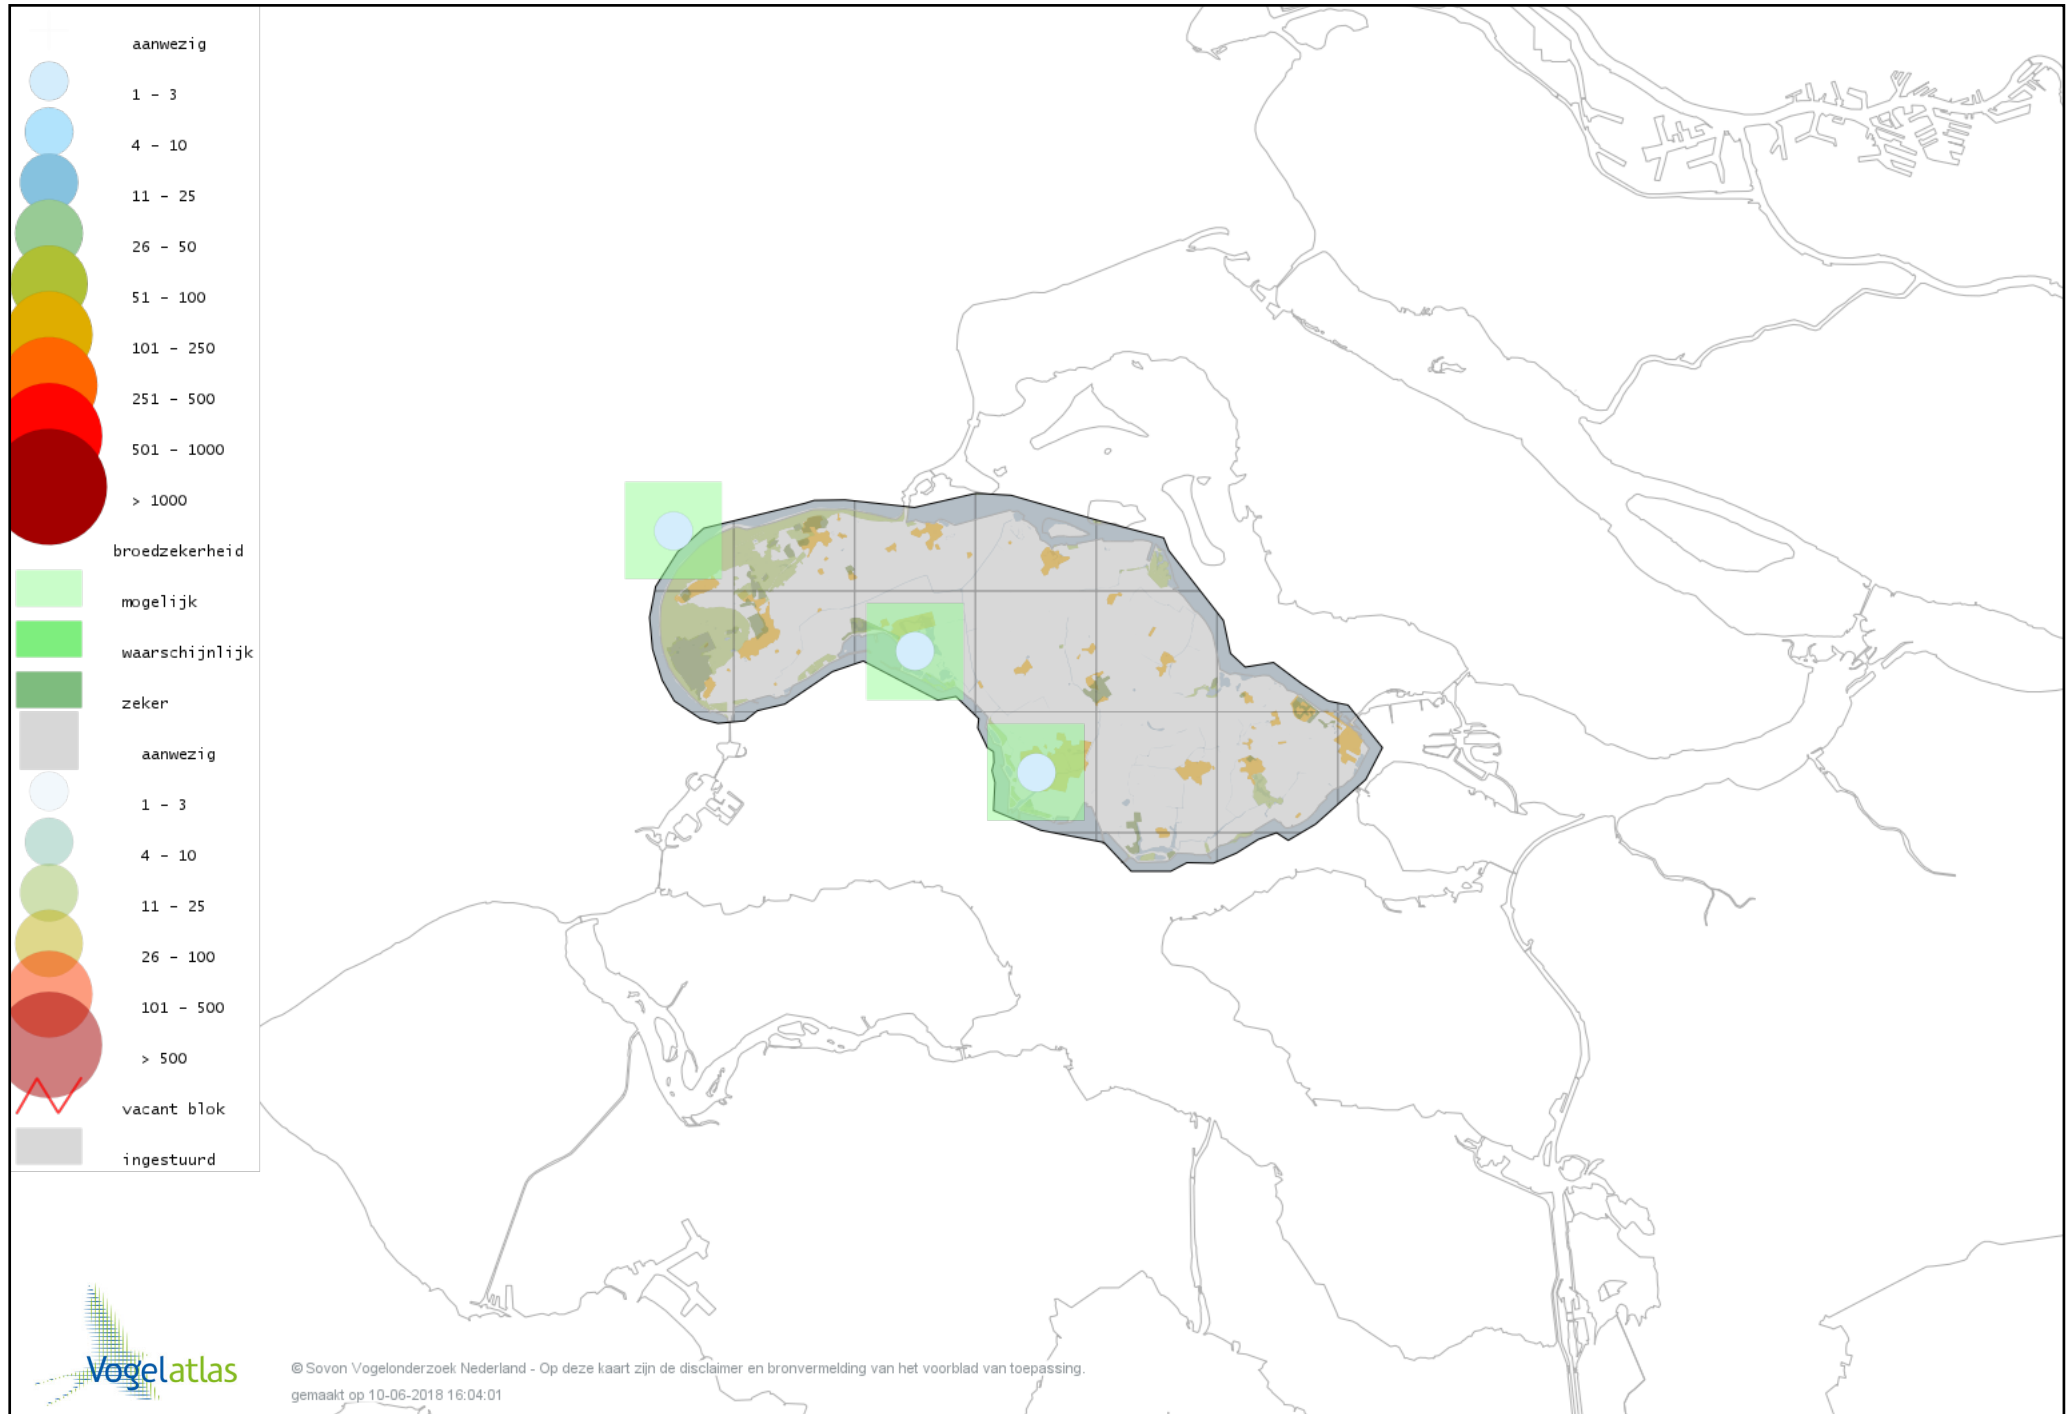 aanwezig
1 - 3
4 - 10
11 - 25
26 - 50
51 - 100
101 - 250
251 - 500
501 - 1000
> 1000
broedzekerheid
mogelijk
waarschijnlijk
zeker
aanwezig
1 - 3
4 - 10
11 - 25
26 - 100
101 - 500
> 500
vacant blok
ingestuurd
Vogelatlas
© Sovon Vogelonderzoek Nederland - Op deze kaart zijn de disclaimer en bronvermelding van het voorblad van toepassing.
gemaakt op 10-06-2018 16:04:01